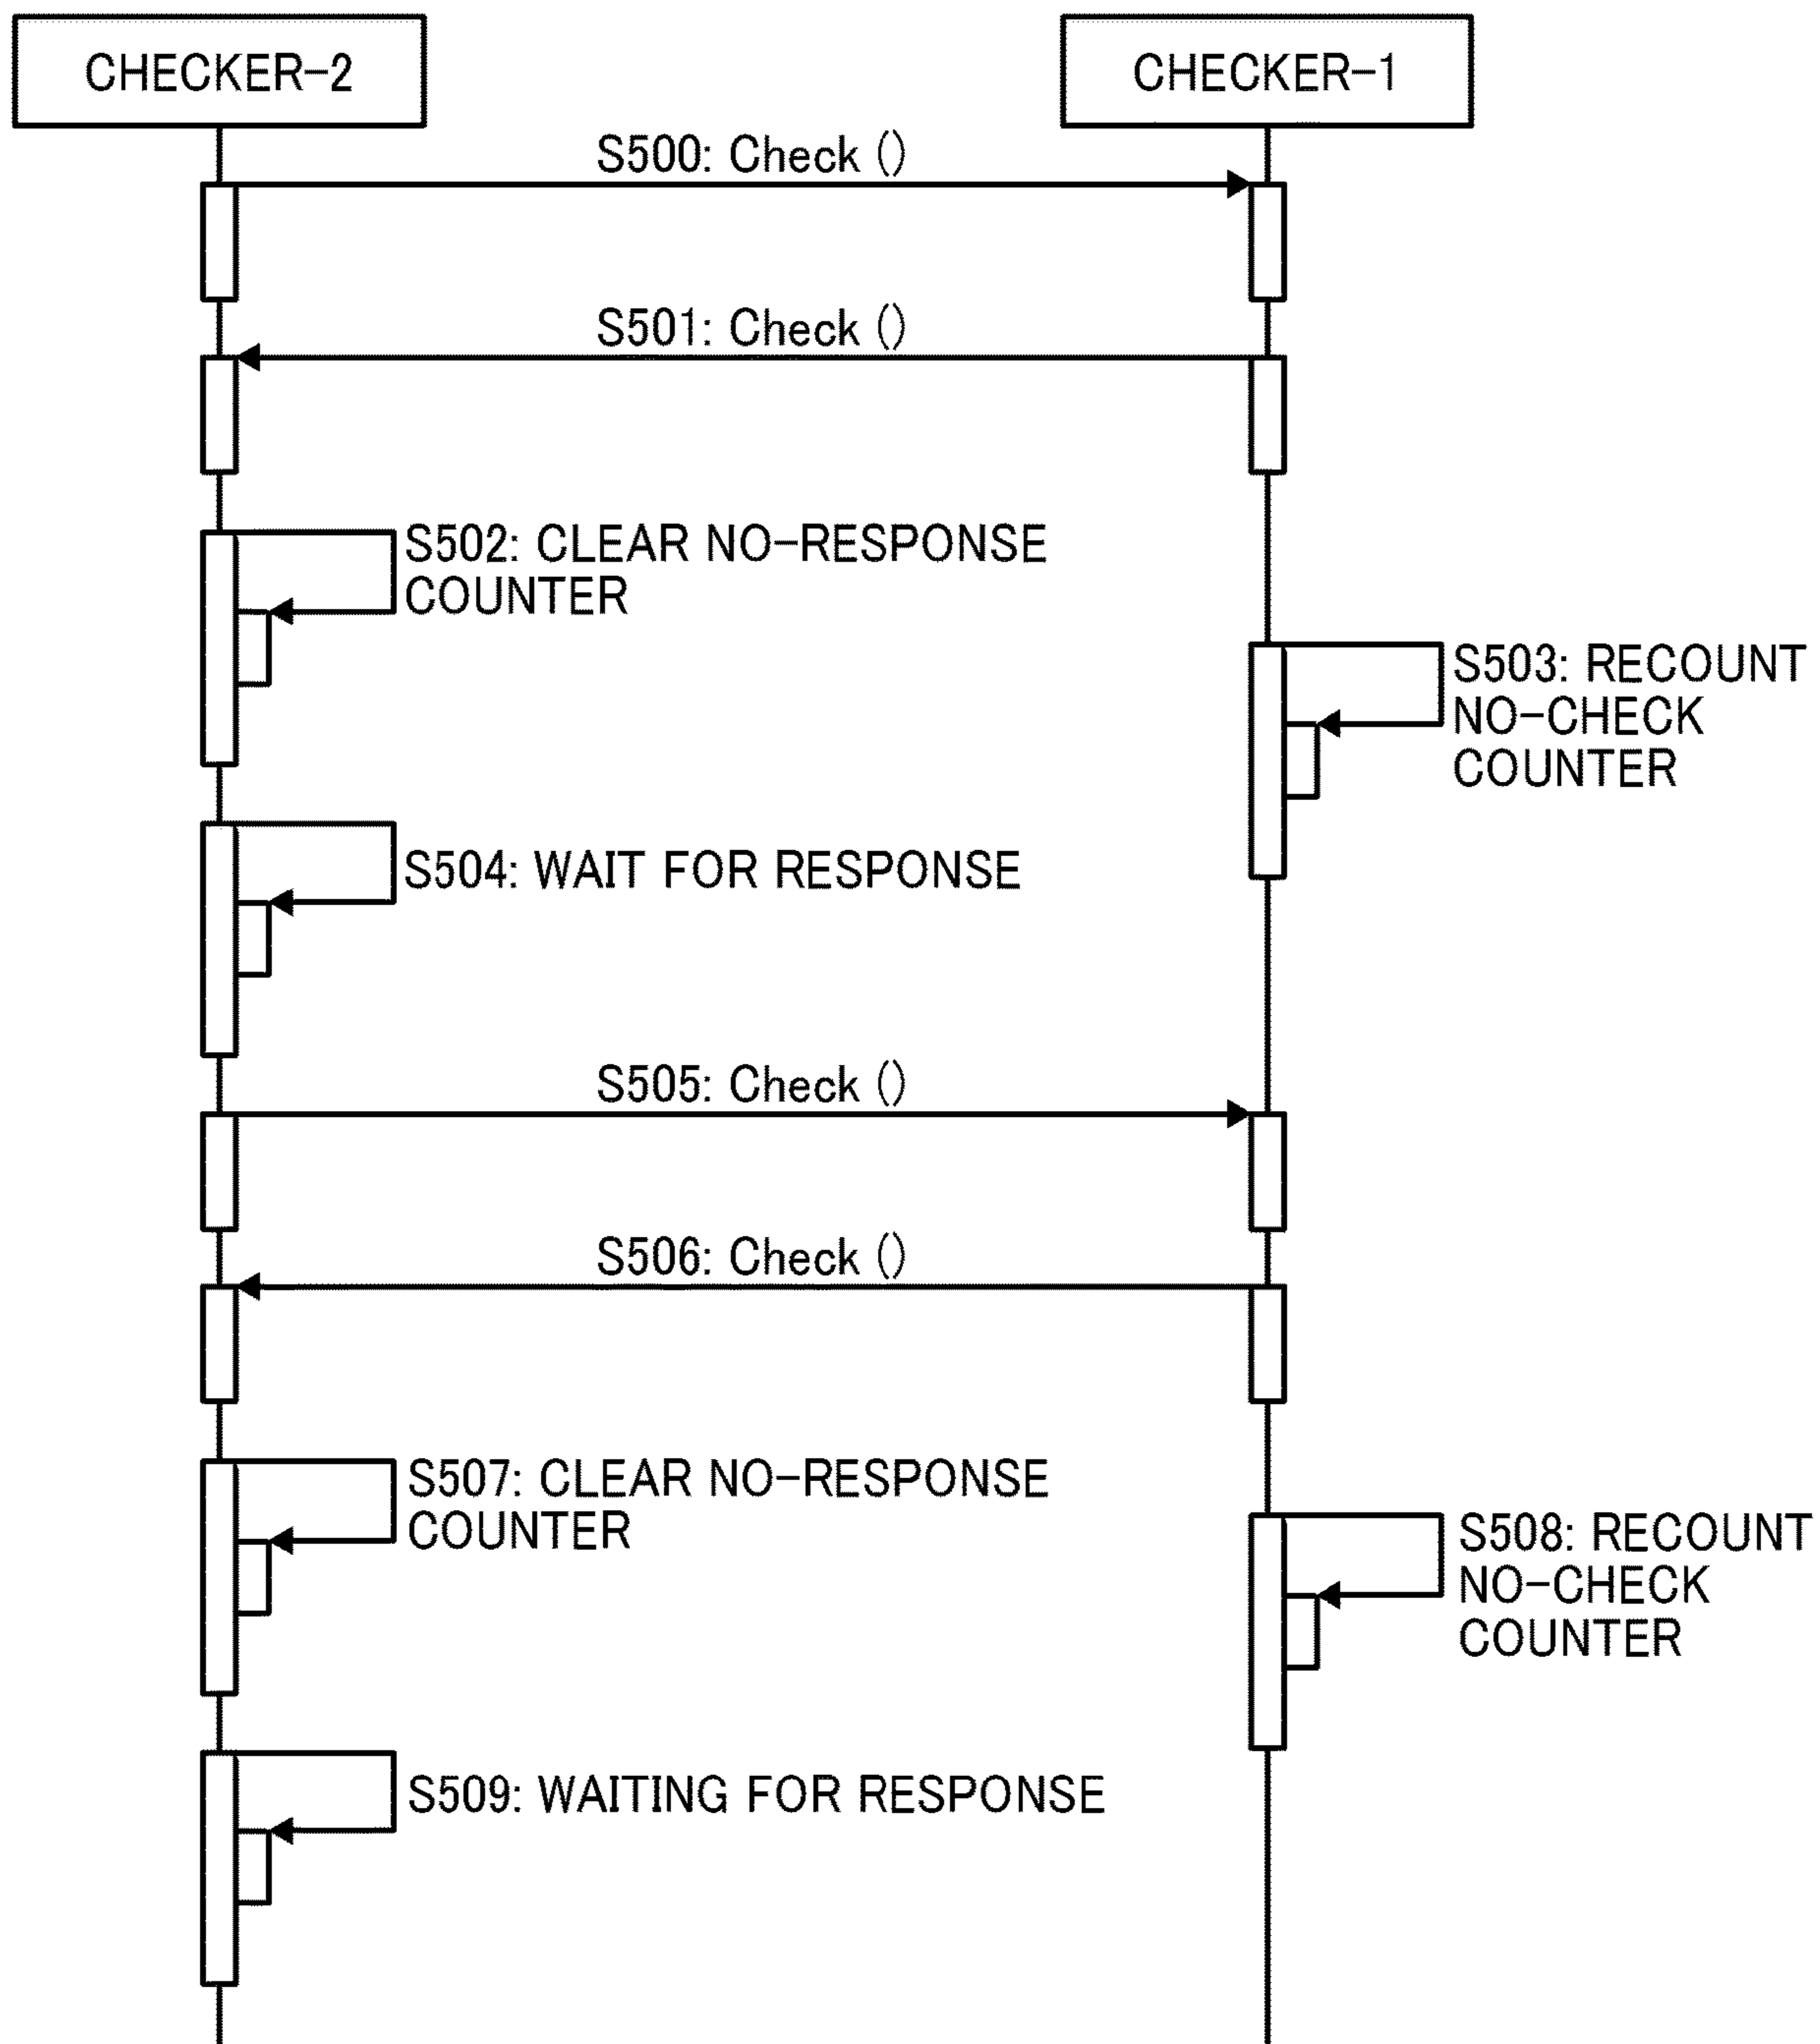 CHECKER-2
CHECKER-1
S500: Check ()
S501: Check ()
S502: CLEAR NO-RESPONSE
COUNTER
S503: RECOUNT
NO-CHECK
COUNTER
S504: WAIT FOR RESPONSE
S505: Check ()
S506: Check ()
S507: CLEAR NO-RESPONSE
COUNTER
S508: RECOUNT
NO-CHECK
COUNTER
S509: WAITING FOR RESPONSE